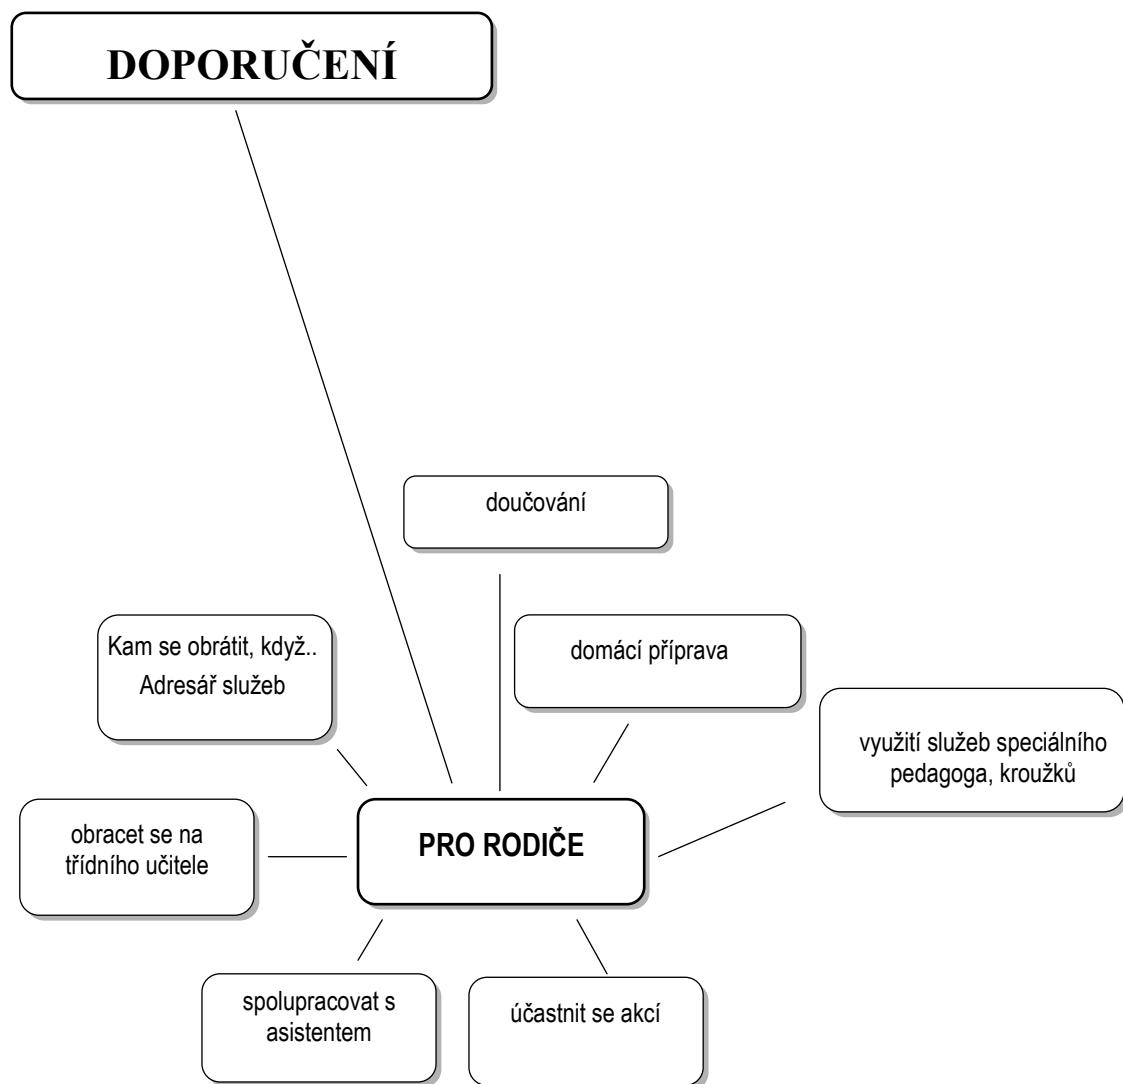 DOPORUČENÍ
doučování
Kam se obrátit, když..
Adresář služeb
domácí příprava
využití služeb speciálního
pedagoga, kroužků
obracet se na
třídního učitele
PRO RODIČE
spolupracovat s
asistentem
účastnit se akcí